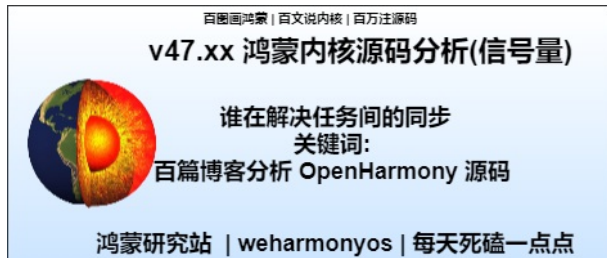 百图画鸿蒙 | 百文说内核 | 百万注源码
v47.xx 鸿蒙内核源码分析(信号量)
谁在解决任务间的同步
关键词:
百篇博客分析 OpenHarmony 源码
鸿蒙研究站 | weharmonyos | 每天死磕一点点